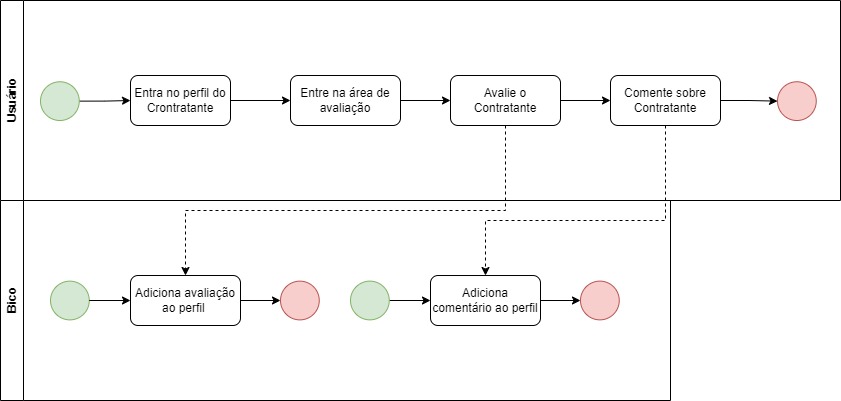 Usuário
Entra no perfil do
Crontratante
Entre na área de
avaliação
Avalie o
Contratante
Comente sobre
Contratante
Bico
Adiciona avaliação
ao perfil
Adiciona
comentário ao perfil